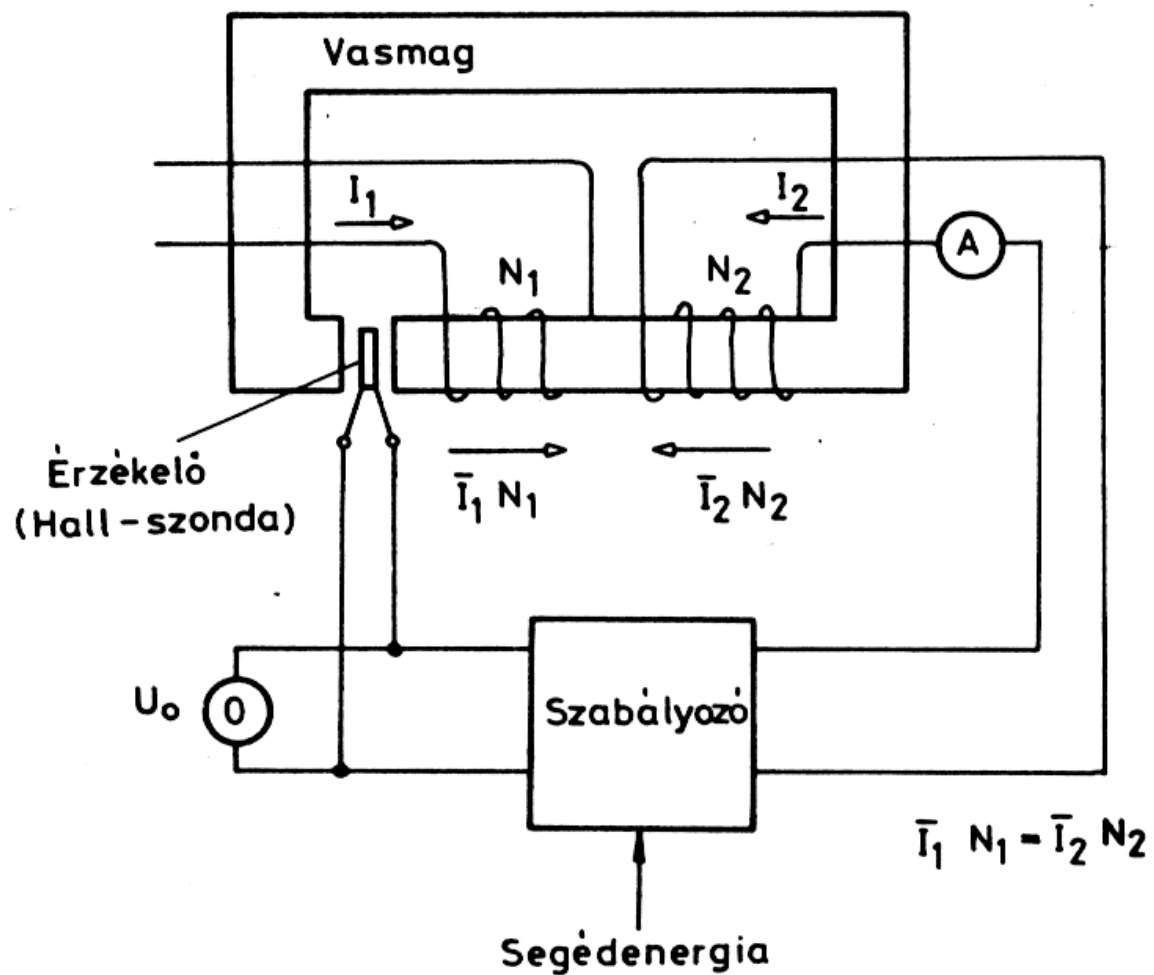 Vasmag
I₁
I₂
A
N₁
N₂
Érzékelő
(Hall-szonda)
Ī₁ N₁
Ī₂ N₂
U₀
0
Szabályozó
Ī₁ N₁ = Ī₂ N₂
Segédenergia